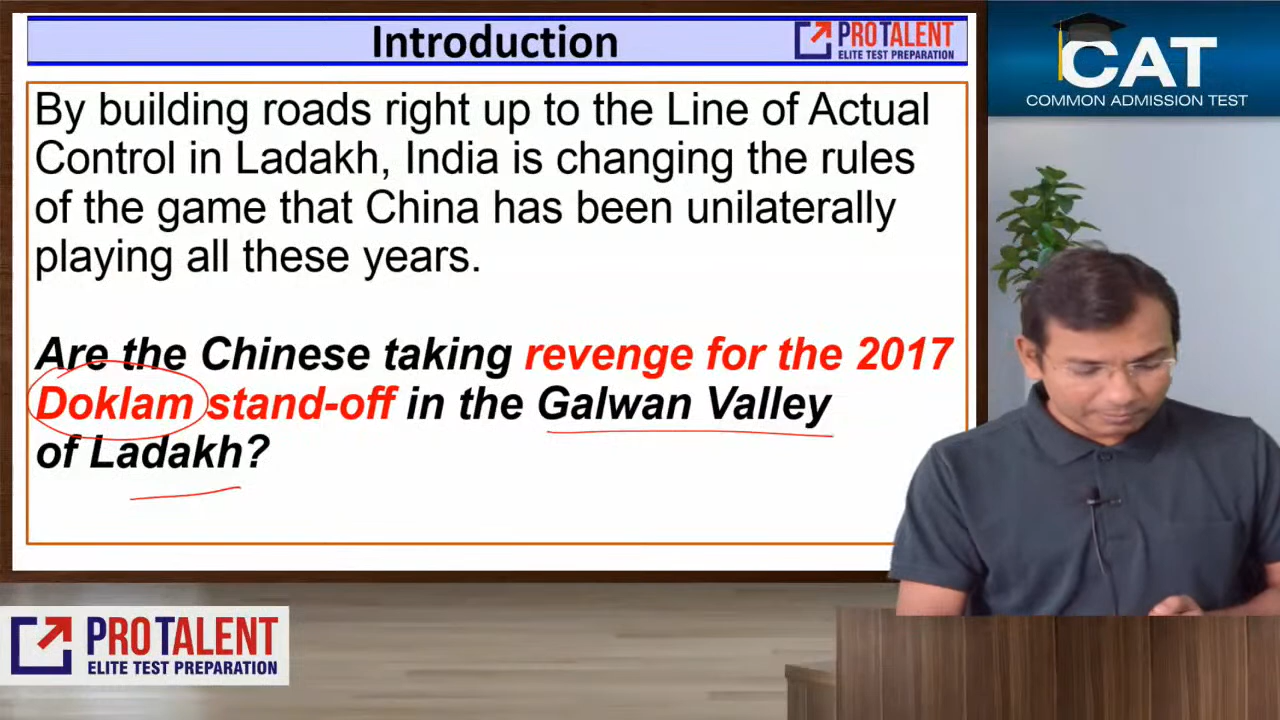 Introduction
PROTALENT
ELITE TEST PREPARATION
CAT
COMMON ADMISSION TEST
By building roads right up to the Line of Actual
Control in Ladakh, India is changing the rules
of the game that China has been unilaterally
playing all these years.
Are the Chinese taking revenge for the 2017
Doklam stand-off in the Galwan Valley
of Ladakh?
PROTALENT
ELITE TEST PREPARATION